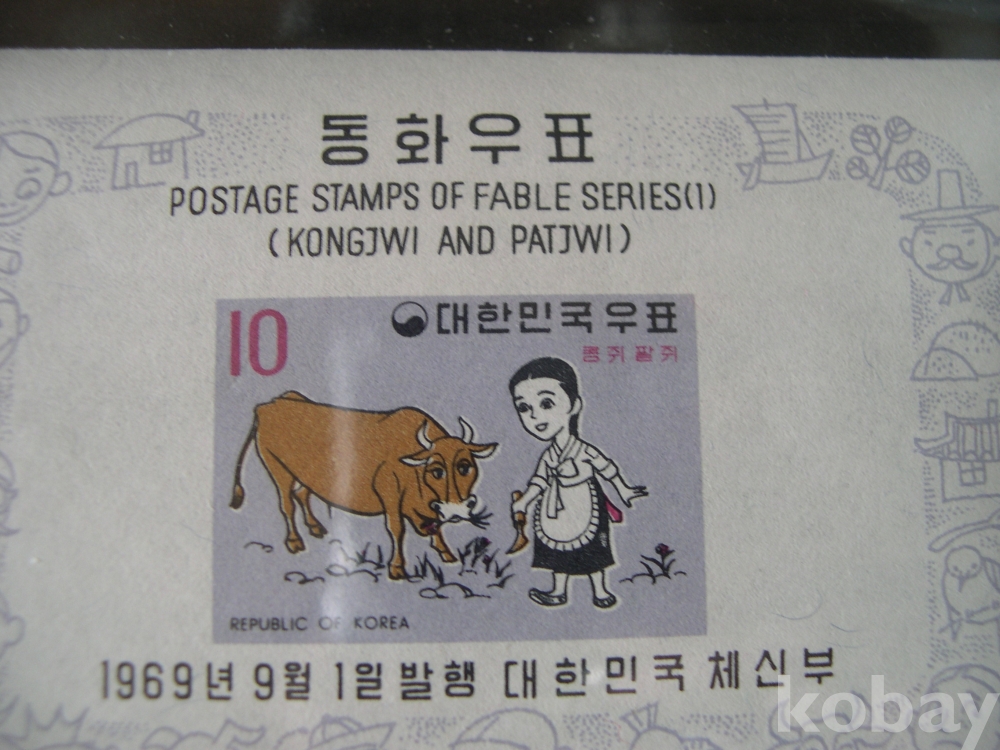 동화우표
POSTAGE STAMPS OF FABLE SERIES(1)
(KONGJWI AND PATJWI)
10
대한민국우표
콩쥐팥쥐
REPUBLIC OF KOREA
1969년 9월 1일 발행 대한민국 체신부
kobay